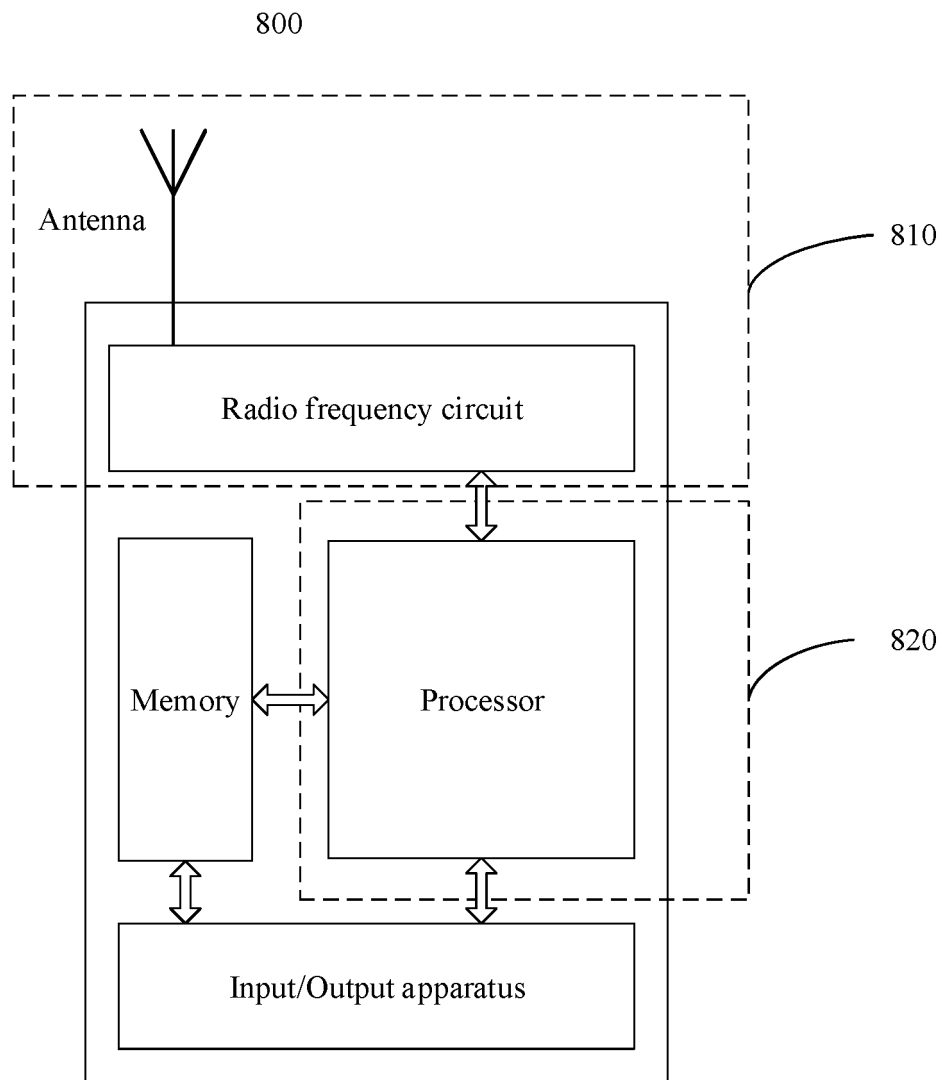 800
Antenna
810
Radio frequency circuit
820
Memory
Processor
Input/Output apparatus